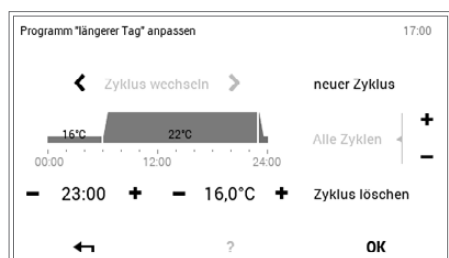 Programm "längerer Tag" anpassen 17:00
Zyklus wechseln neuer Zyklus
16°C 22°C
Alle Zyklen +
−
00:00 12:00 24:00
− 23:00 + − 16,0°C + Zyklus löschen
? OK